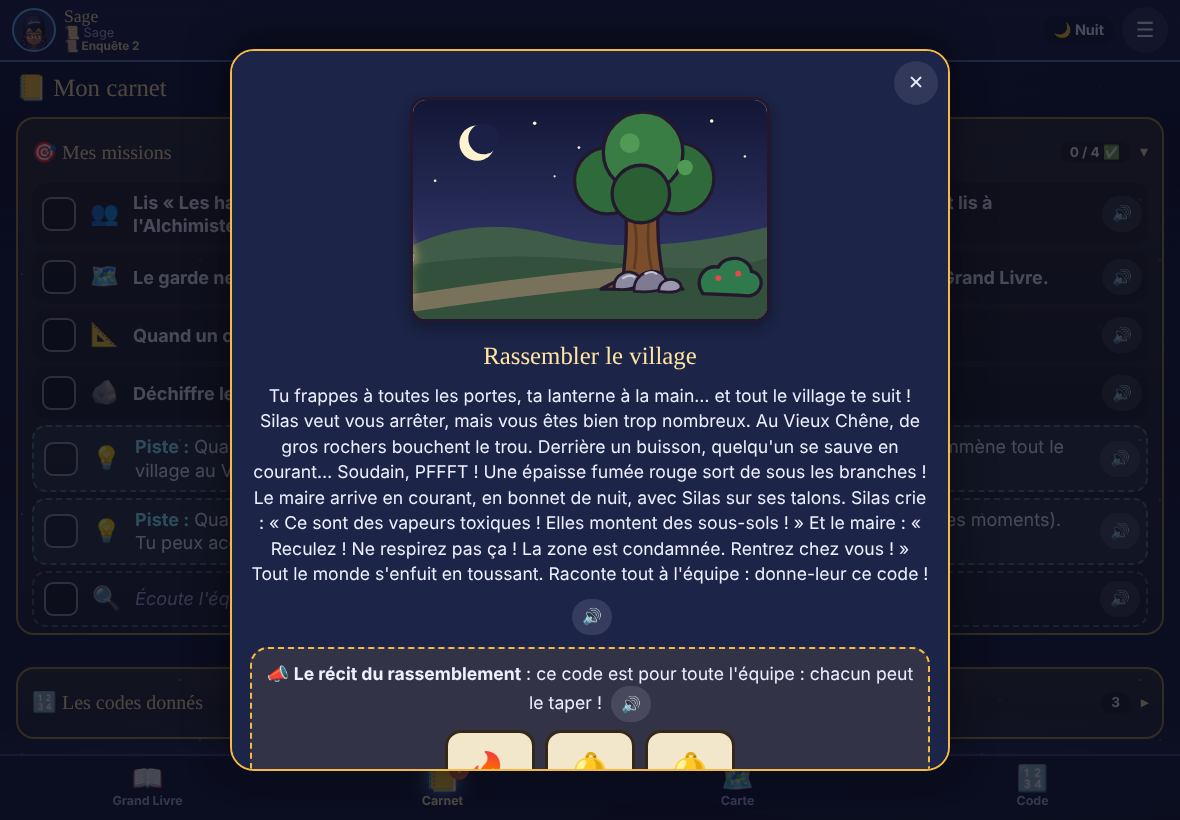 Sage
📜 Sage
📜 Enquête 2
🌙 Nuit
☰
📒 Mon carnet
🎯 Mes missions
0 / 4 ✅ ▼
Lis « Les ha
t lis à
l'Alchimiste
Le garde ne
Grand Livre.
Quand un c
Déchiffre le
Piste : Qua
mmène tout le
village au V
Piste : Qua
es moments).
Tu peux ac
Écoute l'éq
🔢 Les codes donnés
3 ▸
✕
Rassembler le village
Tu frappes à toutes les portes, ta lanterne à la main… et tout le village te suit !
Silas veut vous arrêter, mais vous êtes bien trop nombreux. Au Vieux Chêne, de
gros rochers bouchent le trou. Derrière un buisson, quelqu'un se sauve en
courant… Soudain, PFFFT ! Une épaisse fumée rouge sort de sous les branches !
Le maire arrive en courant, en bonnet de nuit, avec Silas sur ses talons. Silas crie
: « Ce sont des vapeurs toxiques ! Elles montent des sous-sols ! » Et le maire : «
Reculez ! Ne respirez pas ça ! La zone est condamnée. Rentrez chez vous ! »
Tout le monde s'enfuit en toussant. Raconte tout à l'équipe : donne-leur ce code !
📣 Le récit du rassemblement : ce code est pour toute l'équipe : chacun peut
le taper !
Grand Livre
Carnet
Carte
Code